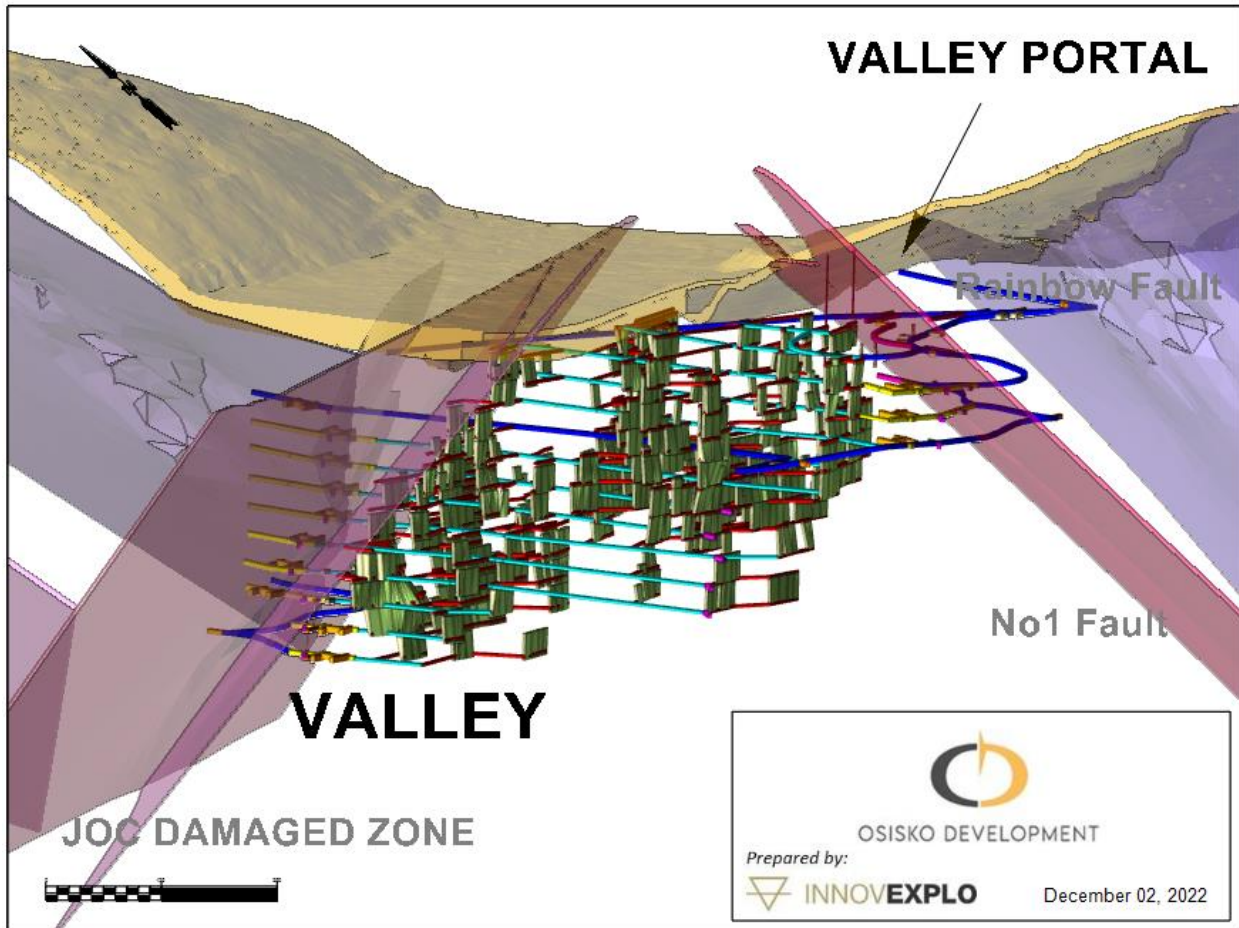 VALLEY PORTAL
Rainbow Fault
No1 Fault
VALLEY
JOC DAMAGED ZONE
OSISKO DEVELOPMENT
Prepared by:
INNOVEXPLO
December 02, 2022